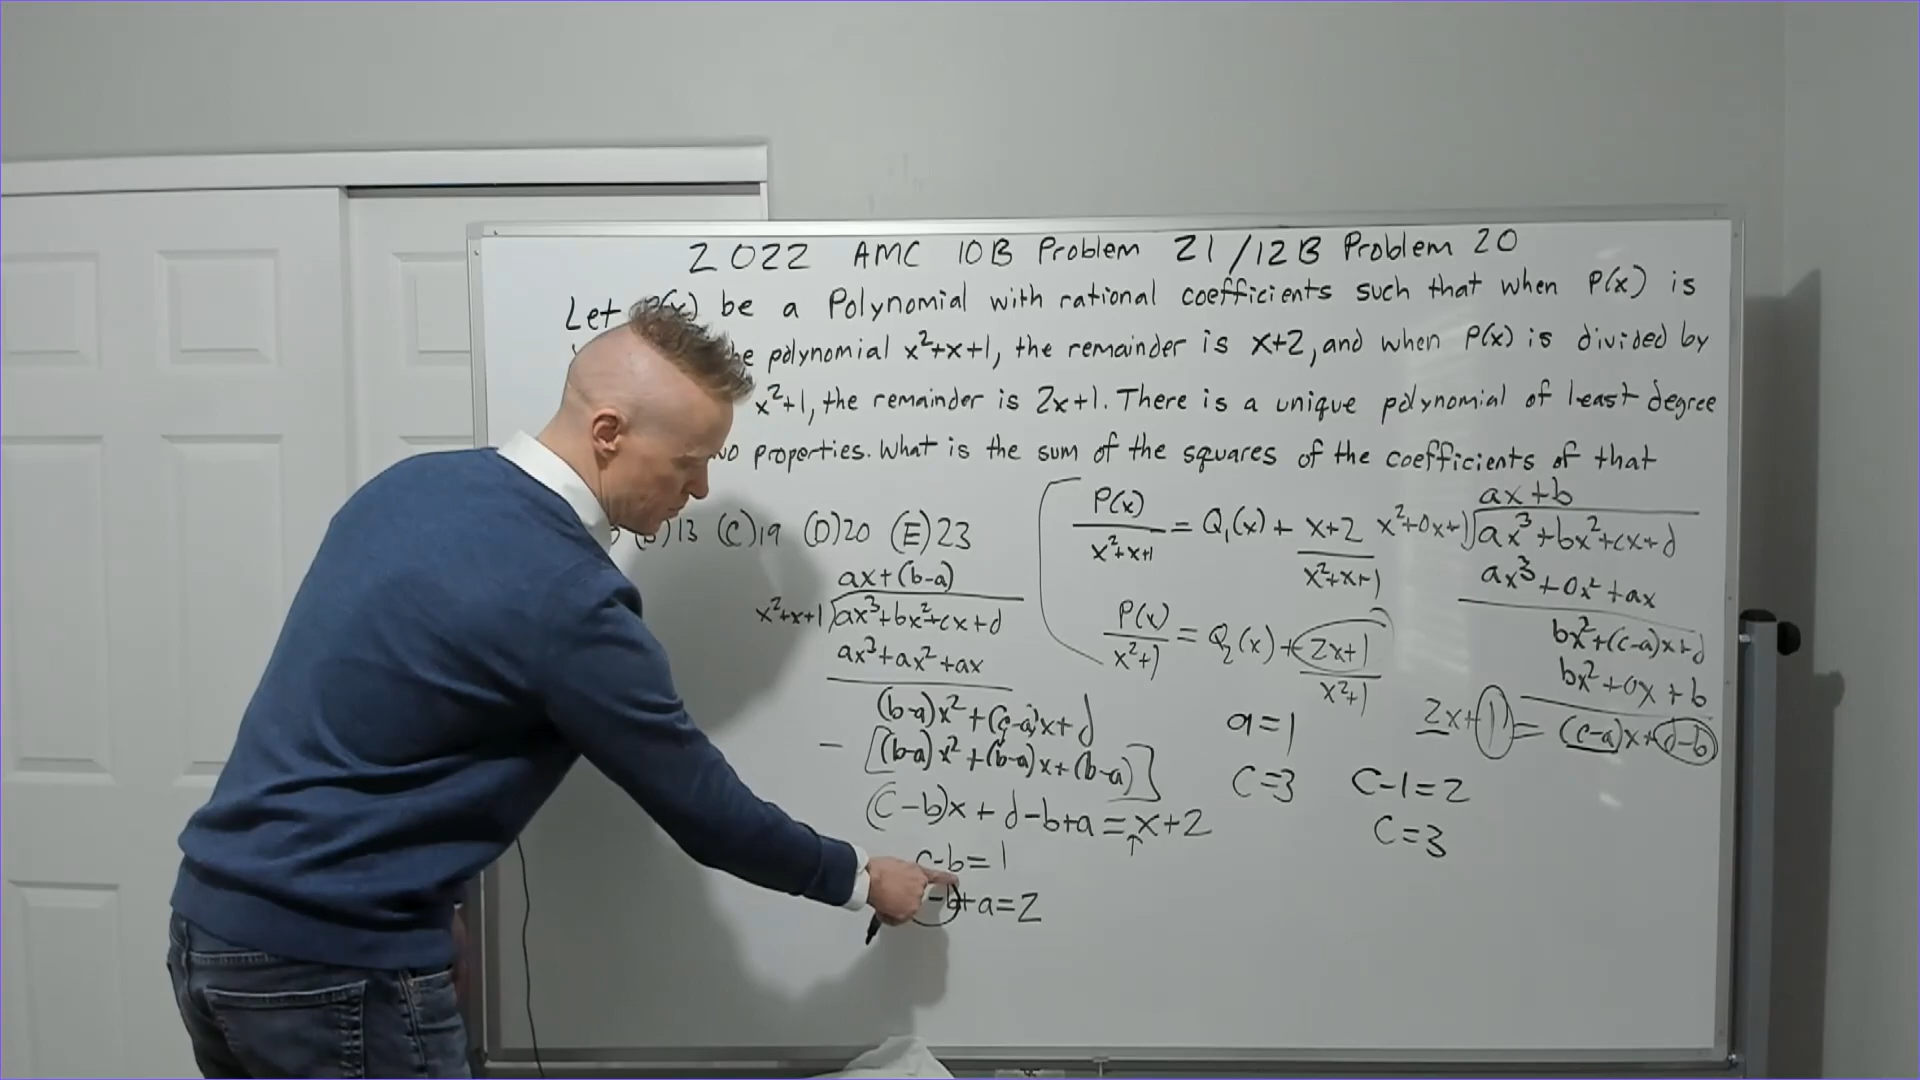 2022 AMC 10B Problem 21/12B Problem 20
Let P(x) be a Polynomial with rational coefficients such that when P(x) is
polynomial x²+x+1, the remainder is x+2, and when P(x) is divided by
x²+1, the remainder is 2x+1. There is a unique polynomial of least degree
properties. What is the sum of the squares of the coefficients of that
13 (C)19 (D)20 (E)23
ax+(b-a)
x²+x+1)ax³+bx²+cx+d
ax³+ax²+ax
(b-a)x²+(c-a)x+d
-[(b-a)x²+(b-a)x+(b-a)]
(c-b)x+d-b+a=x+2
↑
c-b=1
-b+a=2
P(x)/x²+x+1 = Q₁(x) + x+2/x²+x+1
P(x)/x²+1 = Q₂(x) + 2x+1/x²+1
a=1
c=3
ax+b
x²+0x+1)ax³+bx²+cx+d
ax³+0x²+ax
bx²+(c-a)x+d
bx²+0x+b
2x+1=(c-a)x+d-b
c-1=2
c=3